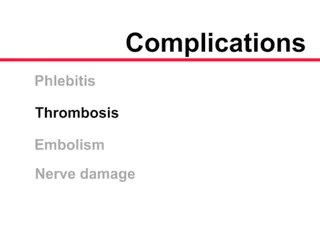 Complications
Phlebitis
Thrombosis
Embolism
Nerve damage